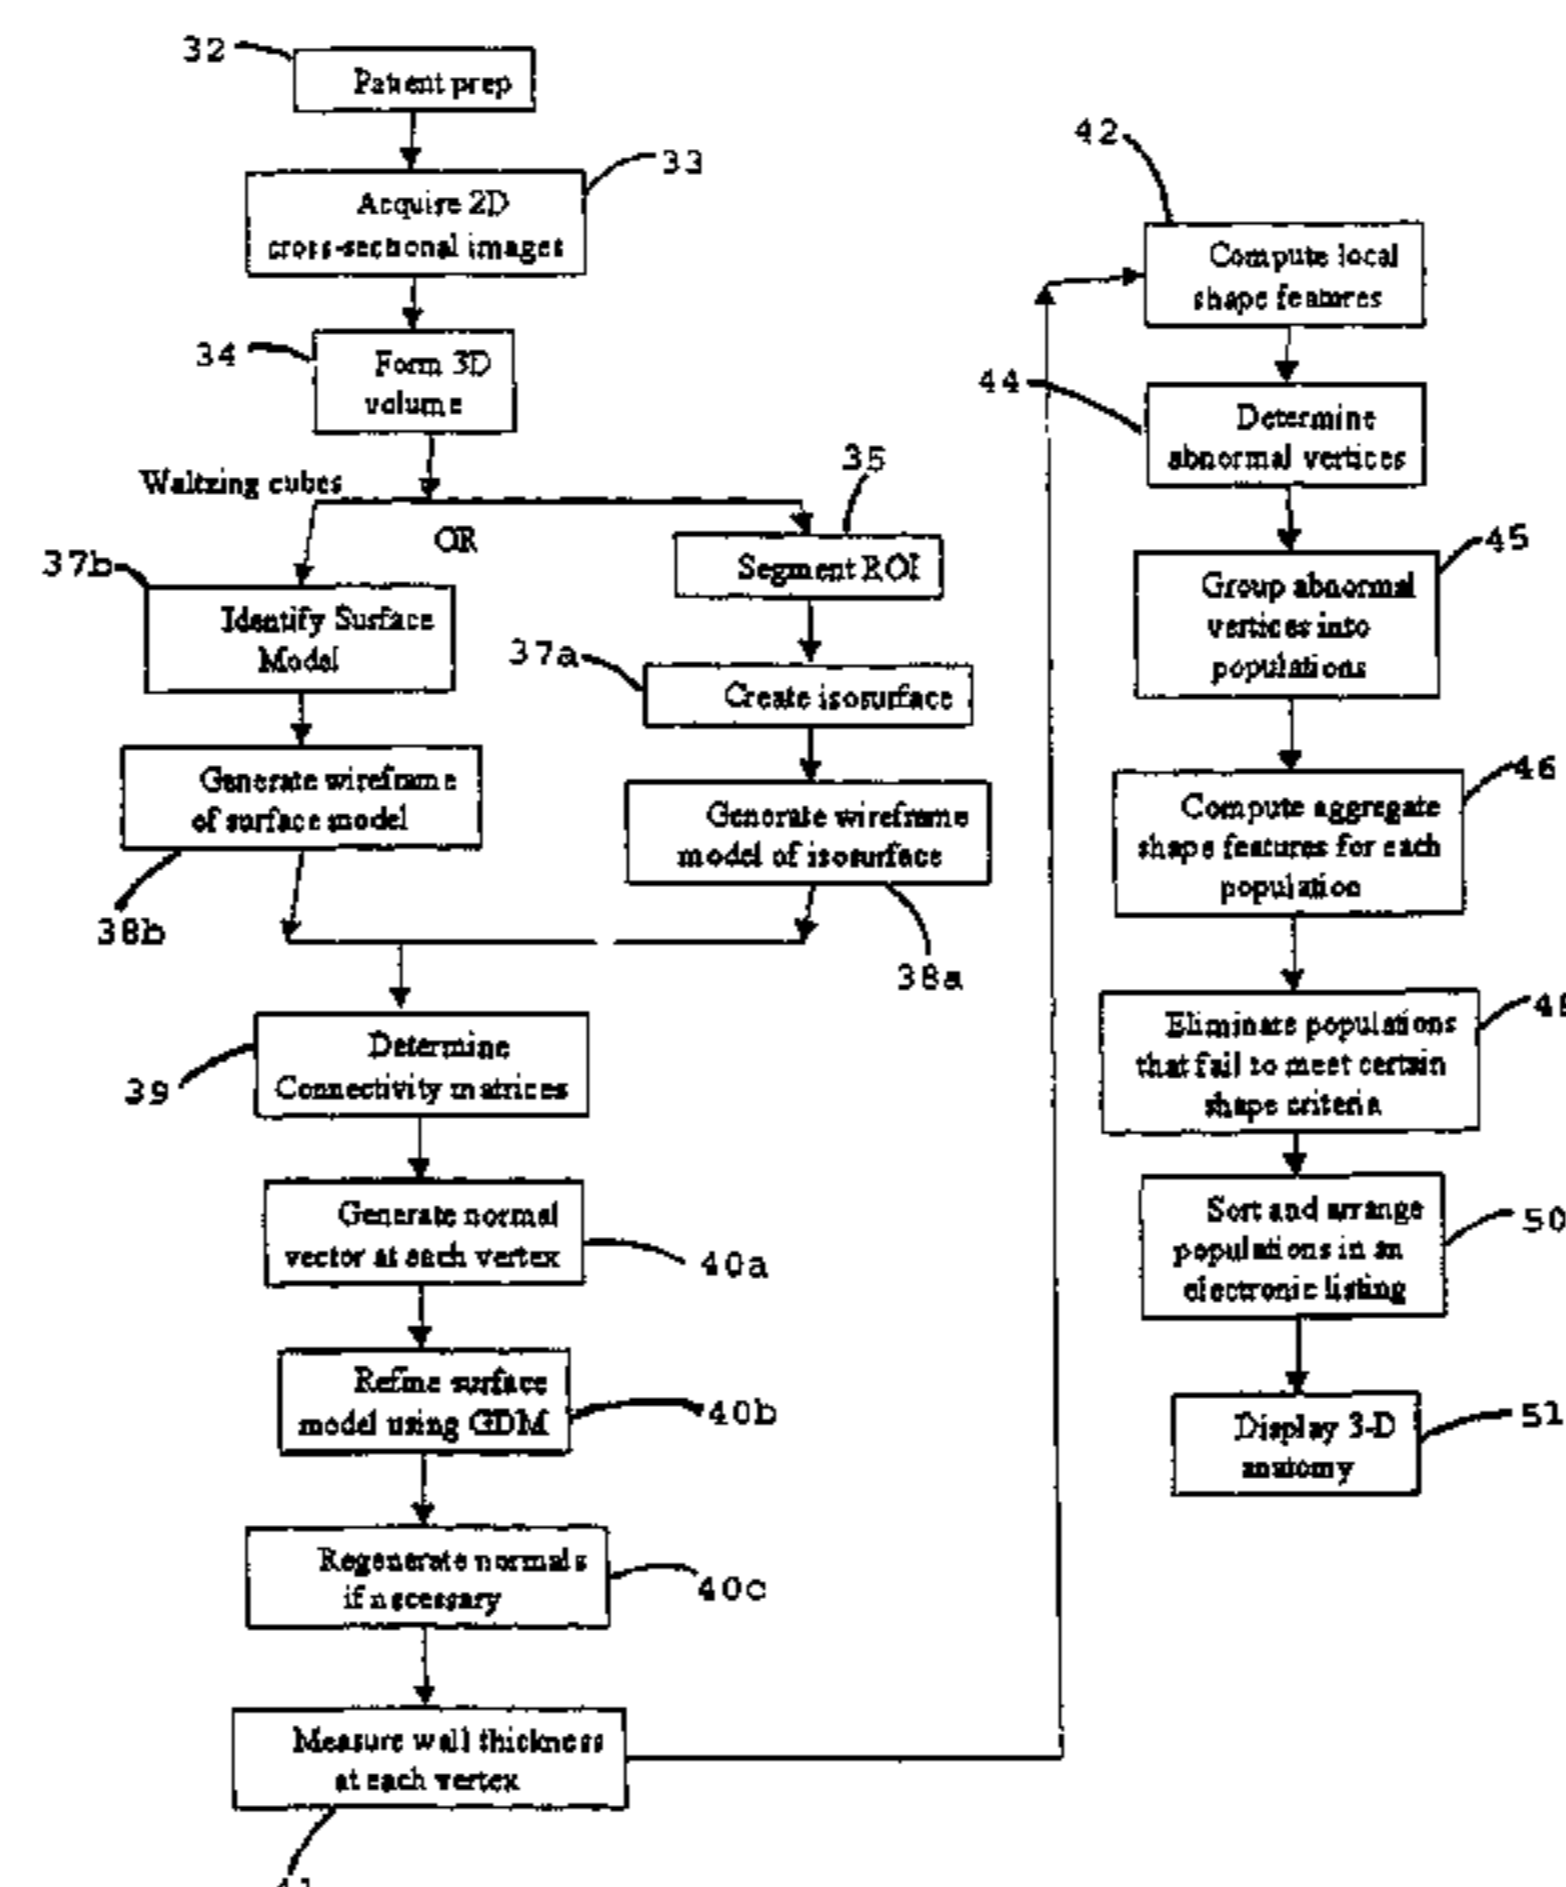 32
Patient prep
33
Acquire 2D
cross-sectional images
34
Form 3D
volume
Waltzing cubes
OR
35
Segment ROI
37b
Identify Surface
Model
37a
Create isosurface
Generate wireframe
of surface model
38b
Generate wireframe
model of isosurface
38a
39
Determine
Connectivity matrices
Generate normal
vector at each vertex
40a
Refine surface
model using GDM
40b
Regenerate normals
if necessary
40c
Measure wall thickness
at each vertex
41
42
Compute local
shape features
44
Determine
abnormal vertices
45
Group abnormal
vertices into
populations
46
Compute aggregate
shape features for each
population
48
Eliminate populations
that fail to meet certain
shape criteria
Sort and arrange
populations in an
electronic listing
50
Display 3-D
anatomy
51